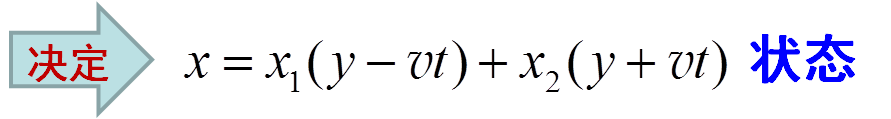 决定 x = x₁(y − vt) + x₂(y + vt) 状态